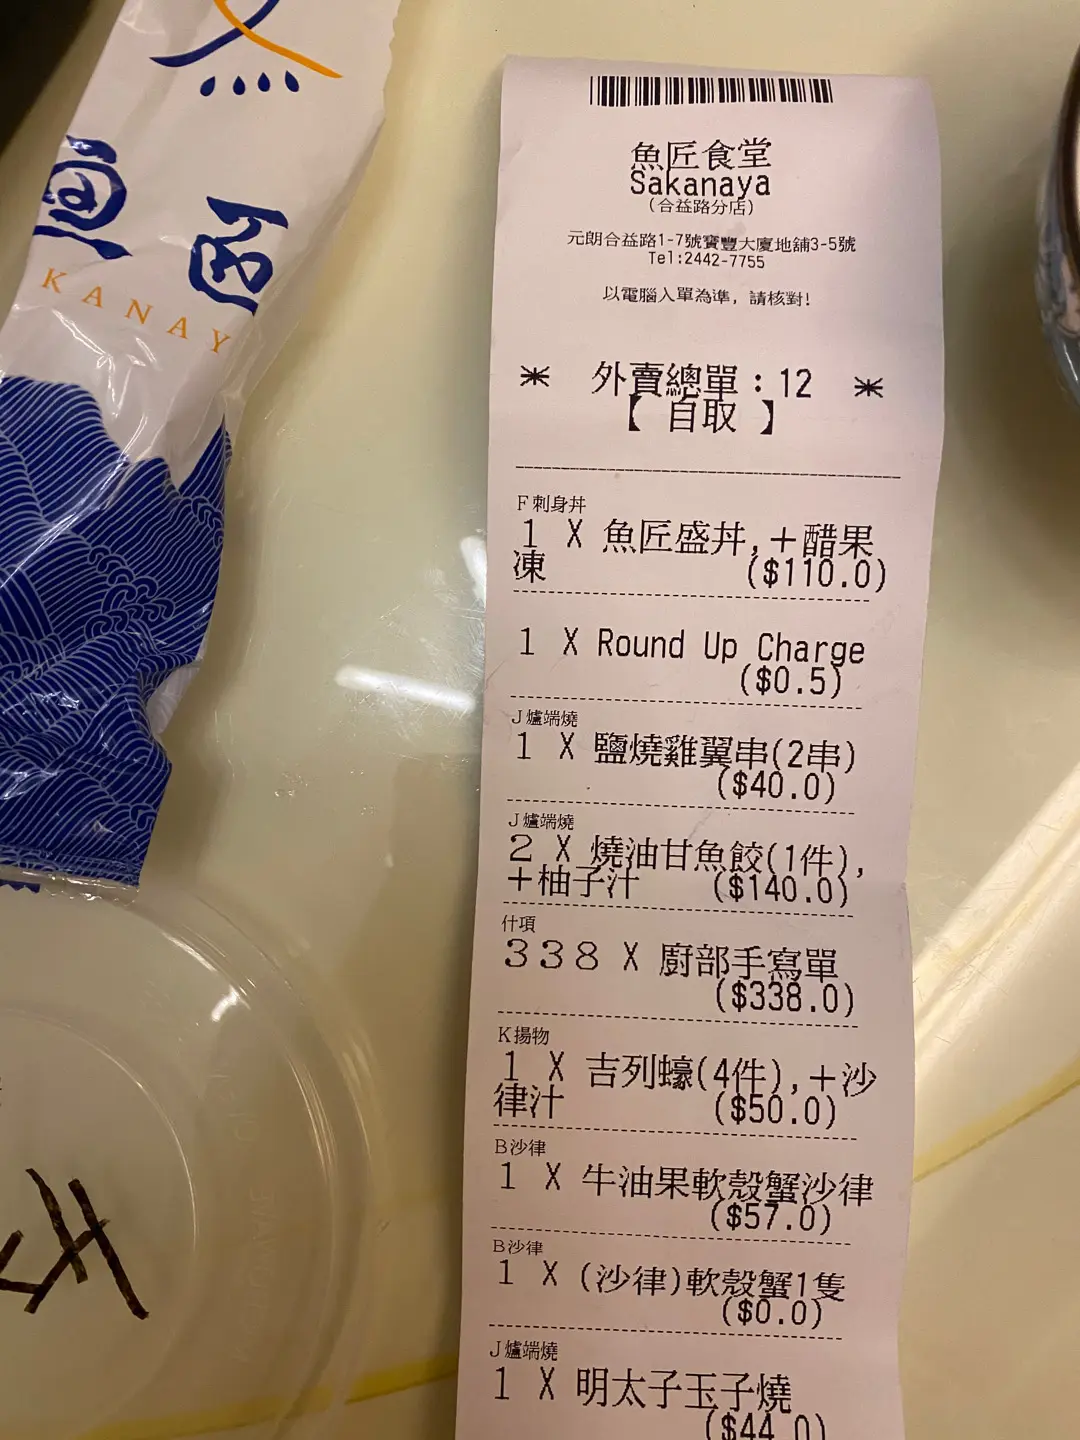 魚匠
KANAY
魚匠食堂
Sakanaya
(合益路分店)
元朗合益路1-7號寶豐大廈地舖3-5號
Tel:2442-7755
以電腦入單為準，請核對!
* 外賣總單：12 *
【 自取 】
F刺身丼
1 X 魚匠盛丼,+醋果
凍 ($110.0)
1 X Round Up Charge
($0.5)
J爐端燒
1 X 鹽燒雞翼串(2串)
($40.0)
J爐端燒
2 X 燒油甘魚餃(1件),
+柚子汁 ($140.0)
什項
338 X 廚部手寫單
($338.0)
K揚物
1 X 吉列蠔(4件),+沙
律汁 ($50.0)
B沙律
1 X 牛油果軟殼蟹沙律
($57.0)
B沙律
1 X (沙律)軟殼蟹1隻
($0.0)
J爐端燒
1 X 明太子玉子燒
($44.0)